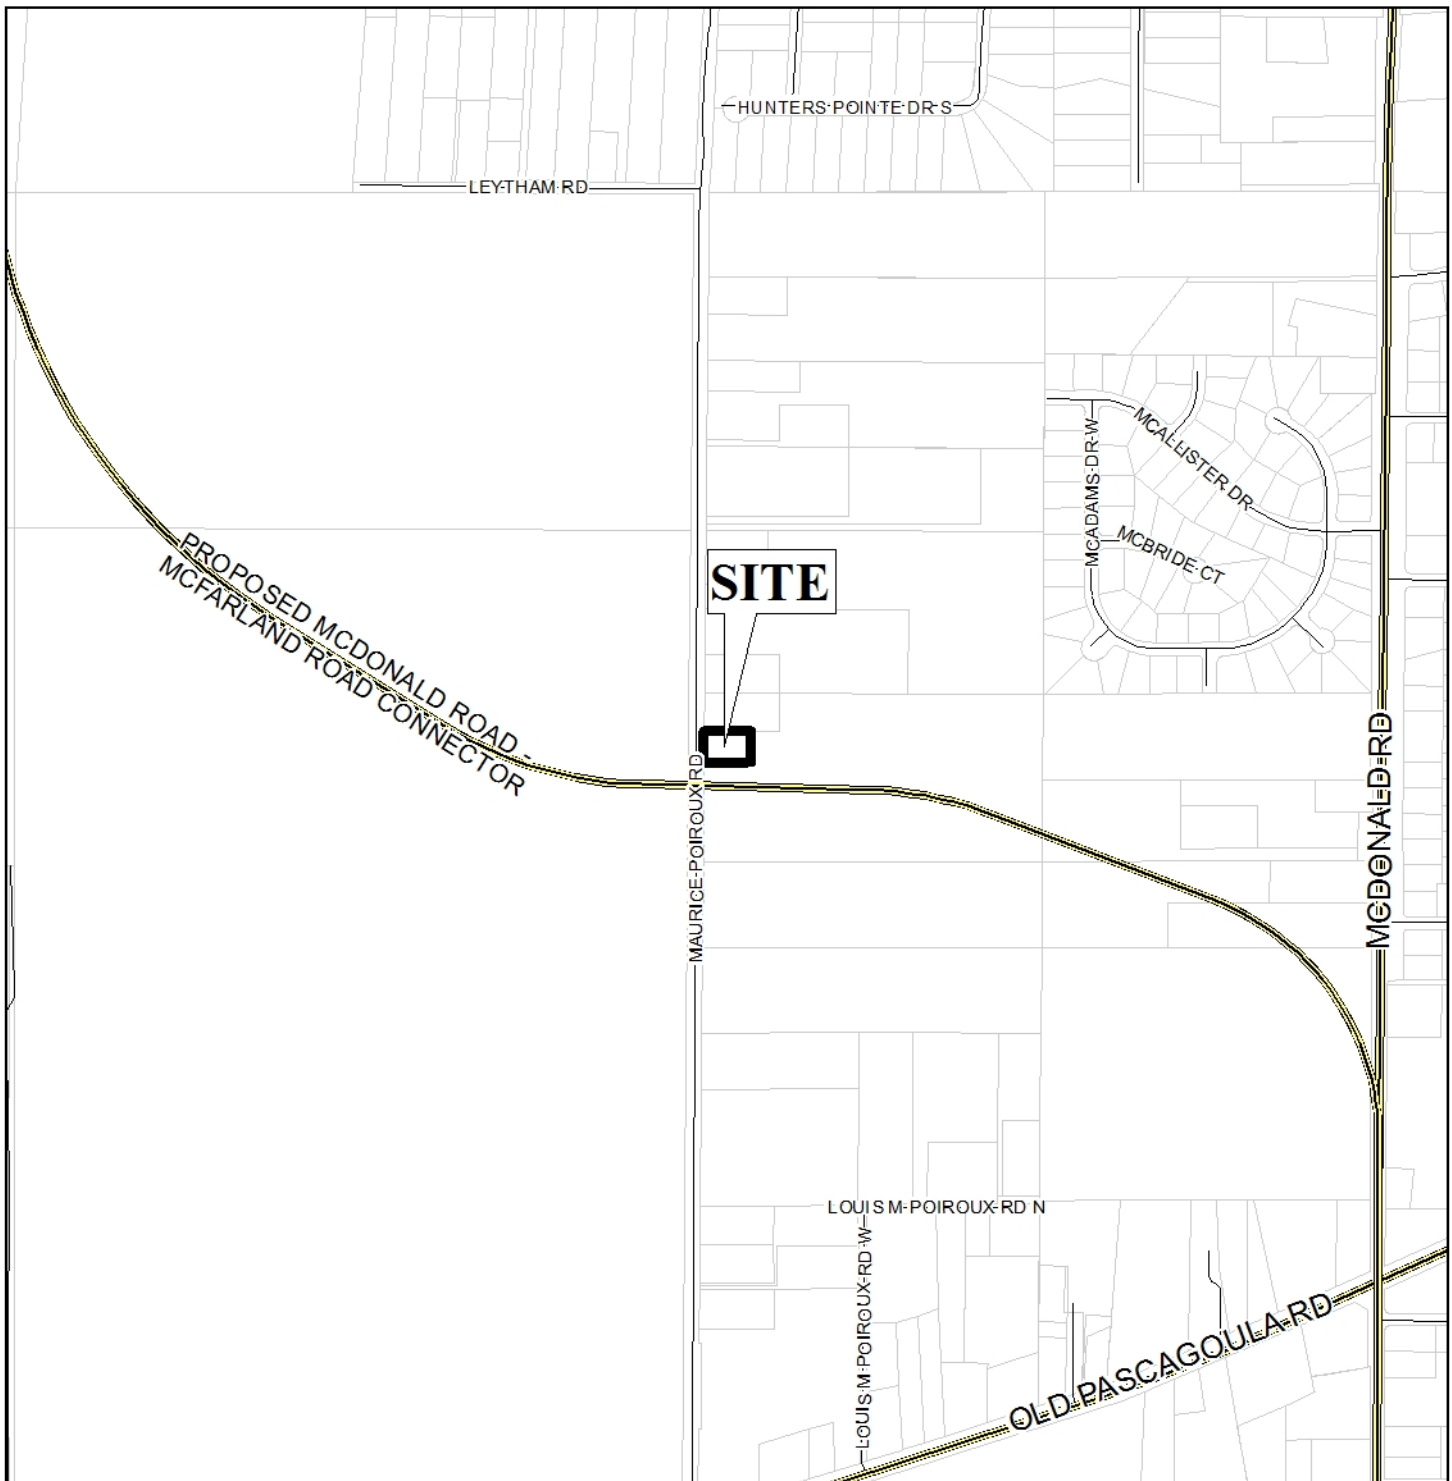 HUNTERS POINTE DR S
LEYTHAM RD
MCALLISTER DR
MCADAMS DR W
MCBRIDE CT
PROPOSED MCDONALD ROAD -
MCFARLAND ROAD CONNECTOR
SITE
MAURICE POIROUX RD
MCDONALD RD
LOUIS M POIROUX RD N
LOUIS M POIROUX RD W
OLD PASCAGOULA RD